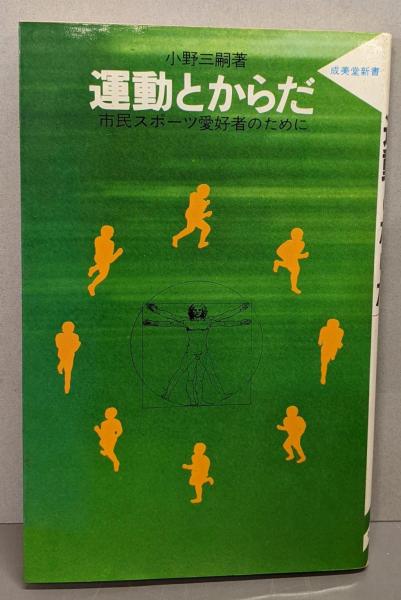 小野三嗣著
成美堂新書
運動とからだ
市民スポーツ愛好者のために